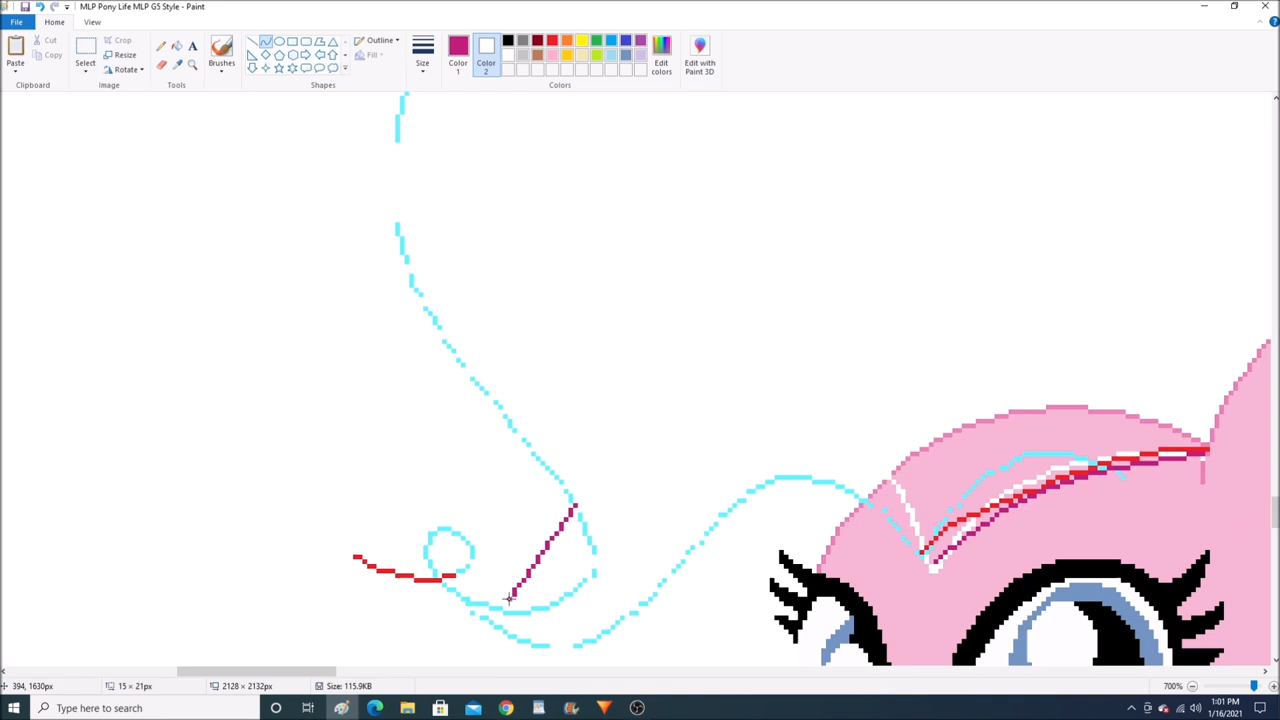 MLP Pony Life MLP G5 Style - Paint
File Home View
Paste Cut Copy Select Crop Resize Rotate A Brushes Outline Fill Size Color 1 Color 2 Edit colors Edit with Paint 3D
Clipboard Image Tools Shapes Colors
394, 1630px 15 × 21px 2128 × 2132px Size: 115.9KB 700%
Type here to search 1:01 PM
1/16/2021